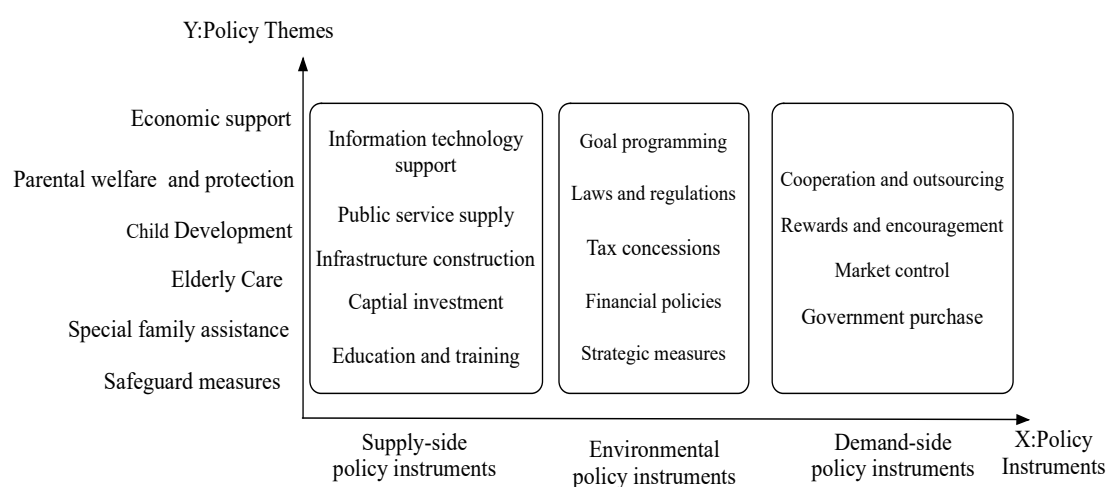 Y:Policy Themes
Economic support
Parental welfare and protection
Child Development
Elderly Care
Special family assistance
Safeguard measures
Information technology
support
Public service supply
Infrastructure construction
Captial investment
Education and training
Goal programming
Laws and regulations
Tax concessions
Financial policies
Strategic measures
Cooperation and outsourcing
Rewards and encouragement
Market control
Government purchase
Supply-side
policy instruments
Environmental
policy instruments
Demand-side
policy instruments
X:Policy
Instruments